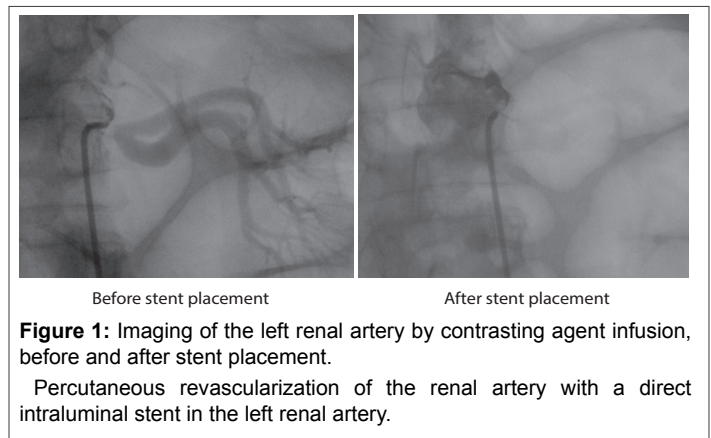 Before stent placement
After stent placement
Figure 1: Imaging of the left renal artery by contrasting agent infusion,
before and after stent placement.
Percutaneous revascularization of the renal artery with a direct
intraluminal stent in the left renal artery.